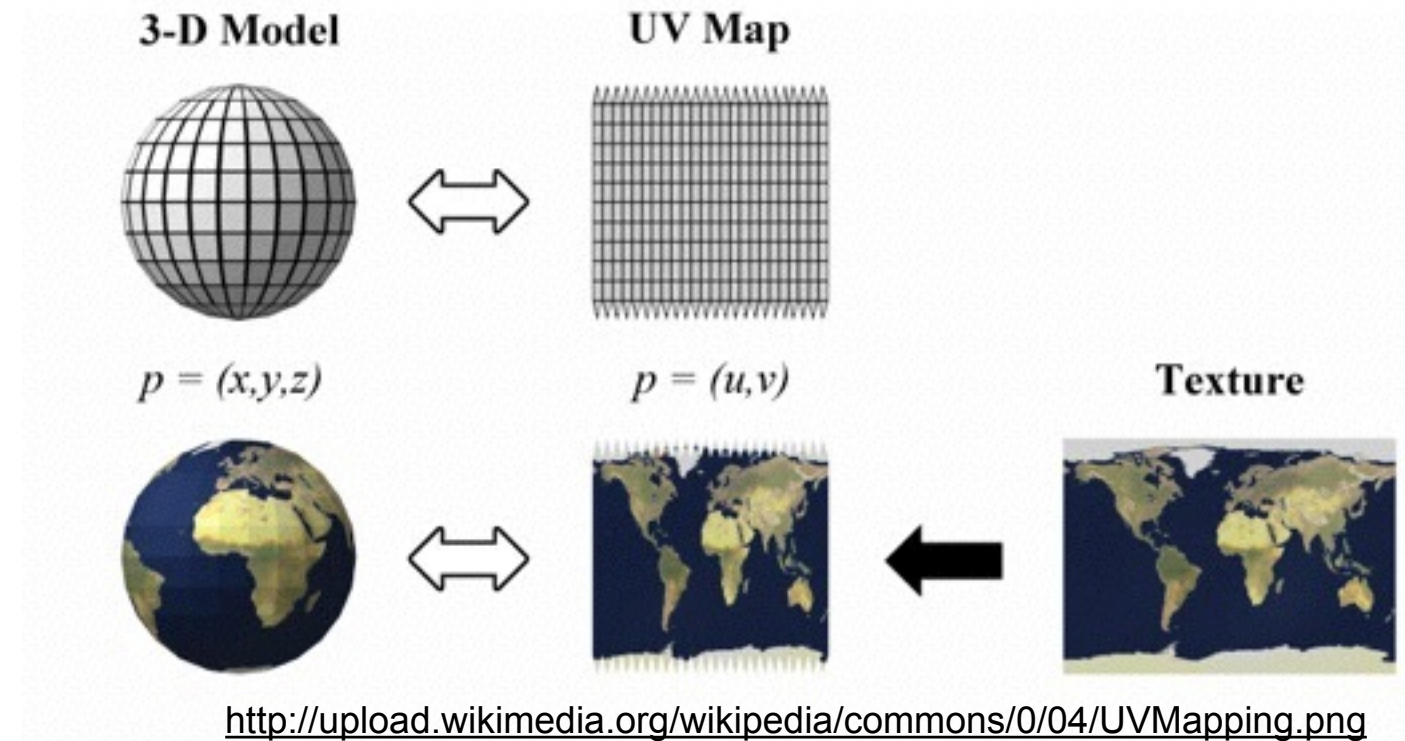 3-D Model
UV Map
p = (x,y,z)
p = (u,v)
Texture
http://upload.wikimedia.org/wikipedia/commons/0/04/UVMapping.png